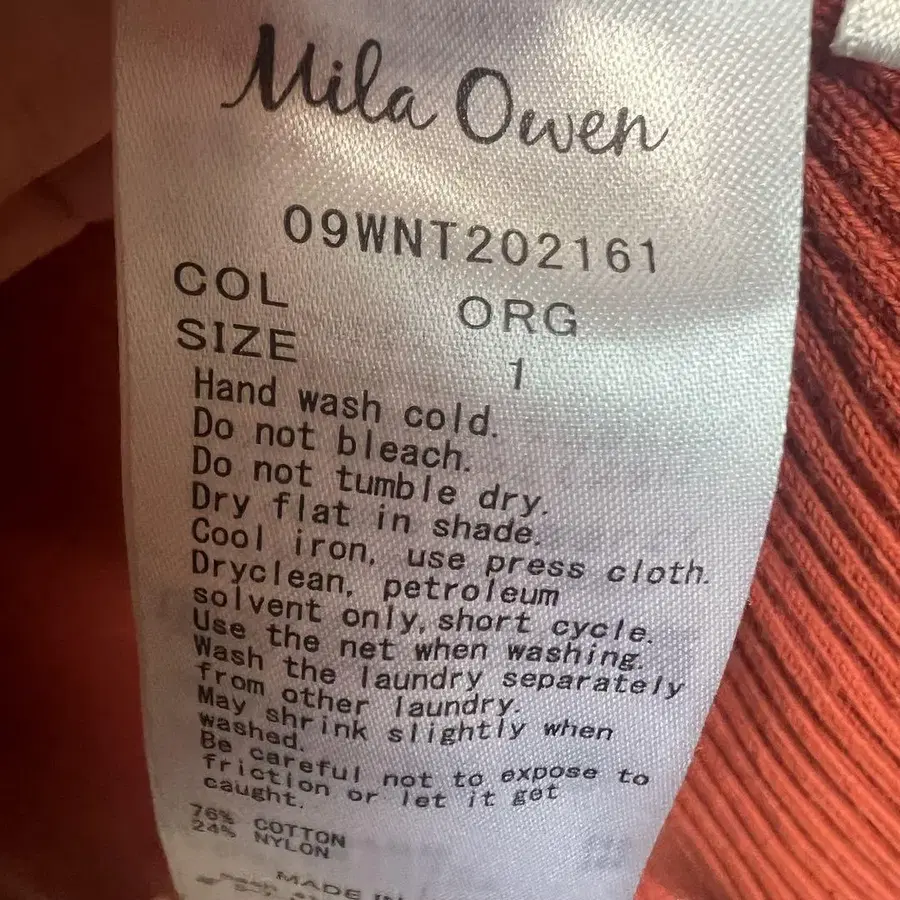 Mila Owen
09WNT202161
COL ORG
SIZE 1
Hand wash cold.
Do not bleach.
Do not tumble dry.
Dry flat in shade.
Cool iron, use press cloth.
Dryclean, petroleum
solvent only, short cycle.
Use the net when washing.
Wash the laundry separately
from other laundry.
May shrink slightly when
washed.
Be careful not to expose to
friction or let it get
caught.
76% COTTON
24% NYLON
MADE IN